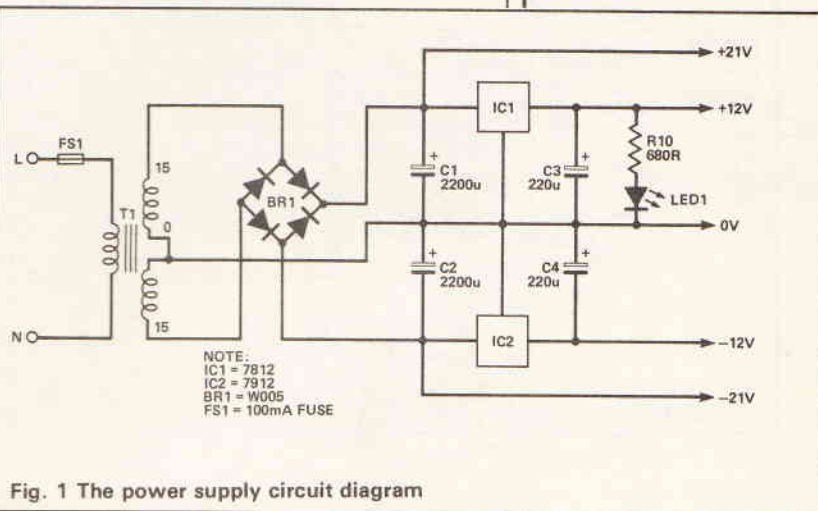 +21V
IC1
+12V
FS1
L
15
+
C1
2200u
+
C3
220u
R10
680R
BR1
LED1
T1
0
0V
+
C2
2200u
+
C4
220u
15
N
IC2
−12V
NOTE:
IC1 = 7812
IC2 = 7912
BR1 = W005
FS1 = 100mA FUSE
−21V
Fig. 1 The power supply circuit diagram